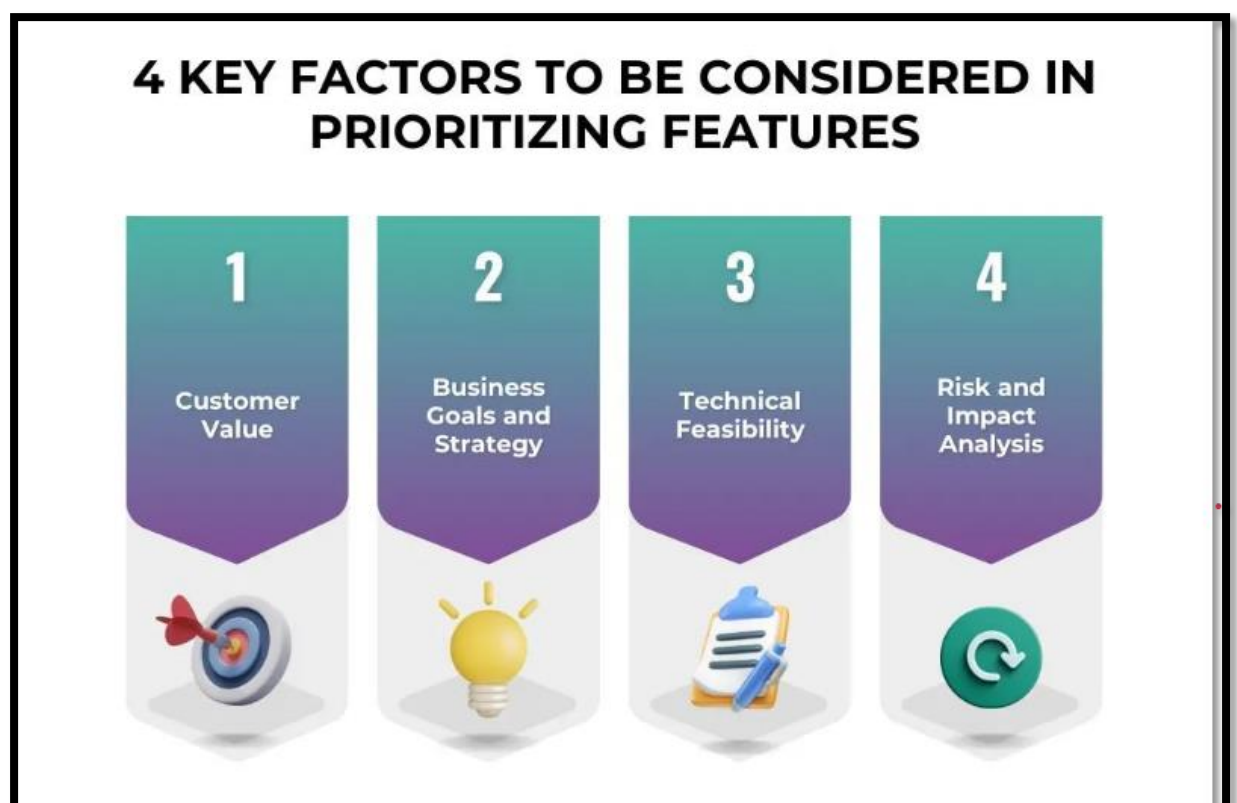 4 KEY FACTORS TO BE CONSIDERED IN
PRIORITIZING FEATURES
1
Customer
Value
2
Business
Goals and
Strategy
3
Technical
Feasibility
4
Risk and
Impact
Analysis